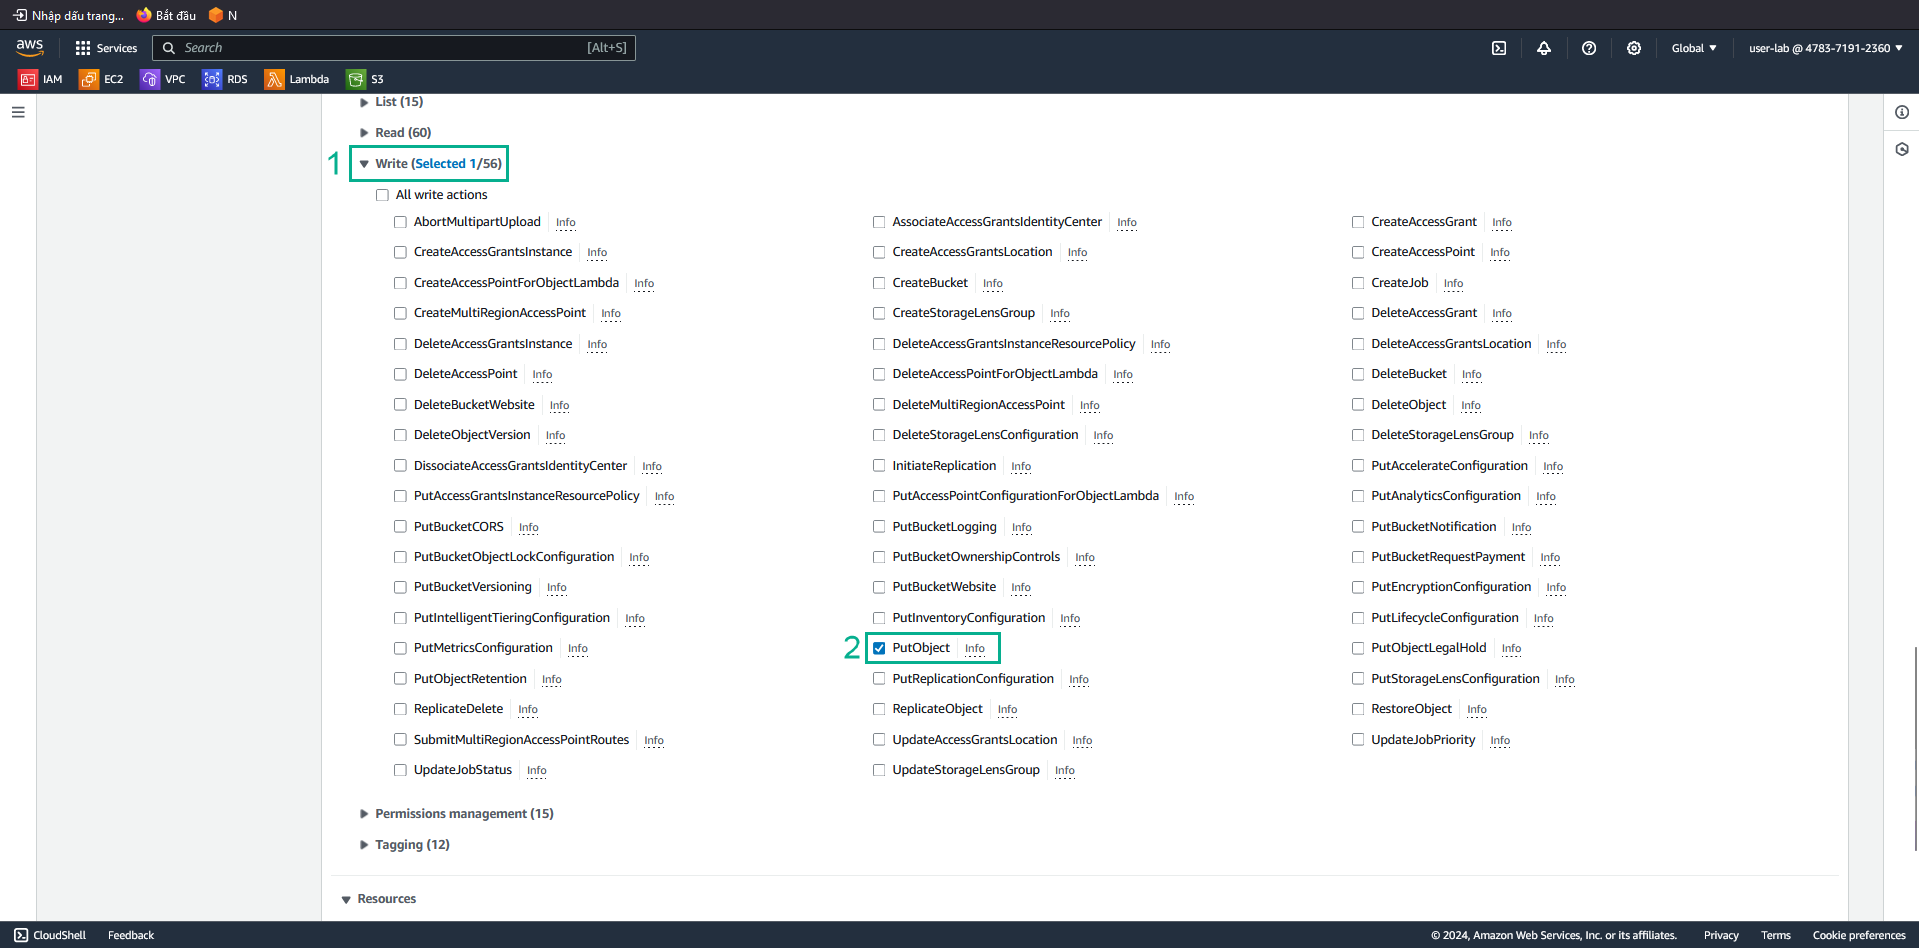 Nhập dấu trang... Bắt đầu N
aws Services Search [Alt+S] Global user-lab @ 4783-7191-2360
IAM EC2 VPC RDS Lambda S3
List (15)
Read (60)
1 Write (Selected 1/56)
All write actions
AbortMultipartUpload Info AssociateAccessGrantsIdentityCenter Info CreateAccessGrant Info
CreateAccessGrantsInstance Info CreateAccessGrantsLocation Info CreateAccessPoint Info
CreateAccessPointForObjectLambda Info CreateBucket Info CreateJob Info
CreateMultiRegionAccessPoint Info CreateStorageLensGroup Info DeleteAccessGrant Info
DeleteAccessGrantsInstance Info DeleteAccessGrantsInstanceResourcePolicy Info DeleteAccessGrantsLocation Info
DeleteAccessPoint Info DeleteAccessPointForObjectLambda Info DeleteBucket Info
DeleteBucketWebsite Info DeleteMultiRegionAccessPoint Info DeleteObject Info
DeleteObjectVersion Info DeleteStorageLensConfiguration Info DeleteStorageLensGroup Info
DissociateAccessGrantsIdentityCenter Info InitiateReplication Info PutAccelerateConfiguration Info
PutAccessGrantsInstanceResourcePolicy Info PutAccessPointConfigurationForObjectLambda Info PutAnalyticsConfiguration Info
PutBucketCORS Info PutBucketLogging Info PutBucketNotification Info
PutBucketObjectLockConfiguration Info PutBucketOwnershipControls Info PutBucketRequestPayment Info
PutBucketVersioning Info PutBucketWebsite Info PutEncryptionConfiguration Info
PutIntelligentTieringConfiguration Info PutInventoryConfiguration Info PutLifecycleConfiguration Info
PutMetricsConfiguration Info 2 PutObject Info PutObjectLegalHold Info
PutObjectRetention Info PutReplicationConfiguration Info PutStorageLensConfiguration Info
ReplicateDelete Info ReplicateObject Info RestoreObject Info
SubmitMultiRegionAccessPointRoutes Info UpdateAccessGrantsLocation Info UpdateJobPriority Info
UpdateJobStatus Info UpdateStorageLensGroup Info
Permissions management (15)
Tagging (12)
Resources
CloudShell Feedback © 2024, Amazon Web Services, Inc. or its affiliates. Privacy Terms Cookie preferences